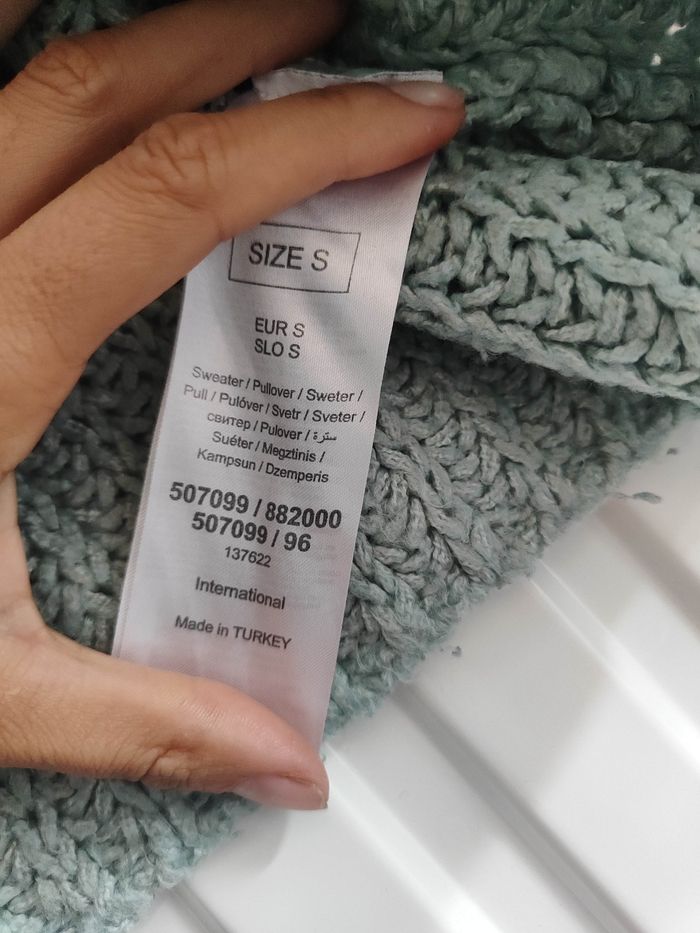 SIZE S
EUR S
SLO S
Sweater / Pullover / Sweter /
Pull / Pulóver / Svetr / Sveter /
свитер / Pulover / سترة /
Suéter / Megztinis /
Kampsun / Dzemperis
507099 / 882000
507099 / 96
137622
International
Made in TURKEY